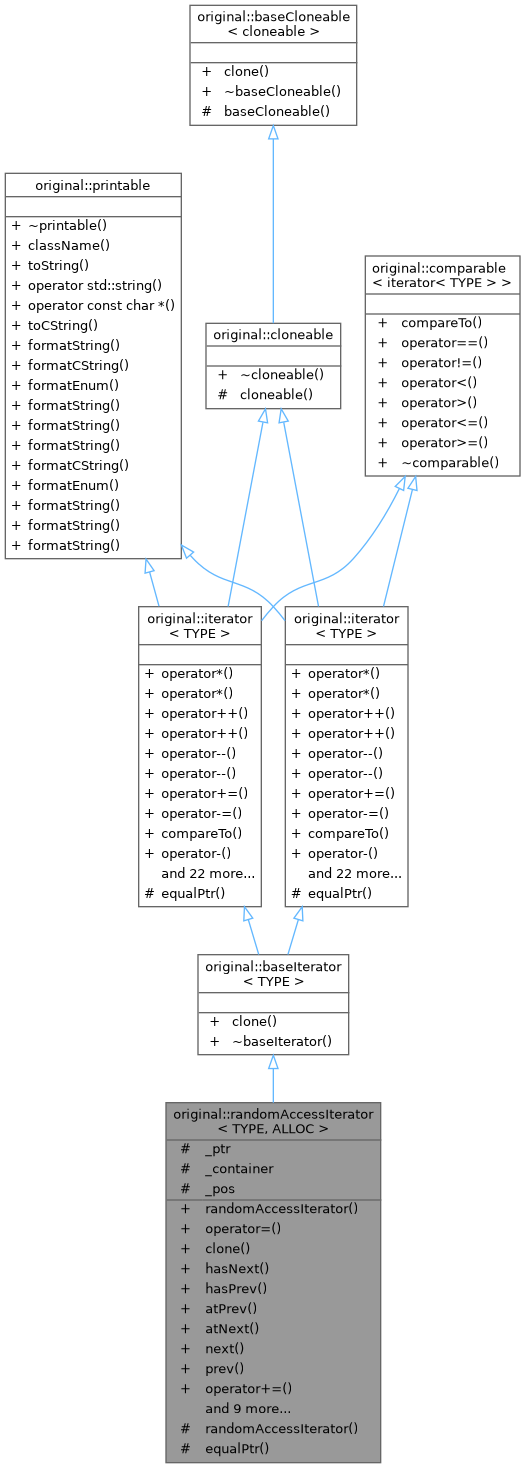 original::baseCloneable
< cloneable >
+ clone()
+ ~baseCloneable()
# baseCloneable()
original::printable
+ ~printable()
+ className()
+ toString()
+ operator std::string()
+ operator const char *()
+ toCString()
+ formatString()
+ formatCString()
+ formatEnum()
+ formatString()
+ formatString()
+ formatString()
+ formatCString()
+ formatEnum()
+ formatString()
+ formatString()
+ formatString()
original::comparable
< iterator< TYPE > >
+ compareTo()
+ operator==()
+ operator!=()
+ operator<()
+ operator>()
+ operator<=()
+ operator>=()
+ ~comparable()
original::cloneable
+ ~cloneable()
# cloneable()
original::iterator
< TYPE >
+ operator*()
+ operator*()
+ operator++()
+ operator++()
+ operator--()
+ operator--()
+ operator+=()
+ operator-=()
+ compareTo()
+ operator-()
and 22 more...
# equalPtr()
original::iterator
< TYPE >
+ operator*()
+ operator*()
+ operator++()
+ operator++()
+ operator--()
+ operator--()
+ operator+=()
+ operator-=()
+ compareTo()
+ operator-()
and 22 more...
# equalPtr()
original::baseIterator
< TYPE >
+ clone()
+ ~baseIterator()
original::randomAccessIterator
< TYPE, ALLOC >
# _ptr
# _container
# _pos
+ randomAccessIterator()
+ operator=()
+ clone()
+ hasNext()
+ hasPrev()
+ atPrev()
+ atNext()
+ next()
+ prev()
+ operator+=()
and 9 more...
# randomAccessIterator()
# equalPtr()